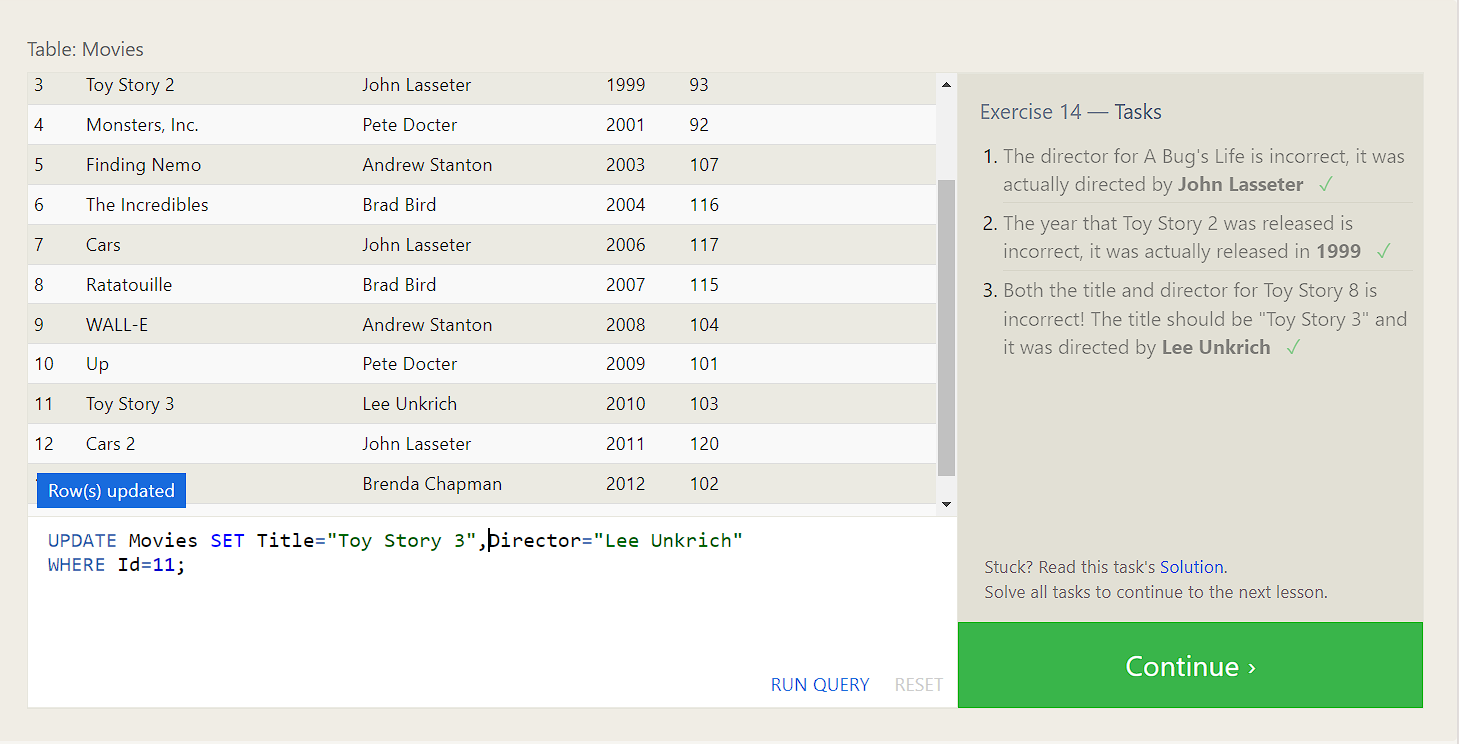 Table: Movies
3 Toy Story 2 John Lasseter 1999 93
4 Monsters, Inc. Pete Docter 2001 92
5 Finding Nemo Andrew Stanton 2003 107
6 The Incredibles Brad Bird 2004 116
7 Cars John Lasseter 2006 117
8 Ratatouille Brad Bird 2007 115
9 WALL-E Andrew Stanton 2008 104
10 Up Pete Docter 2009 101
11 Toy Story 3 Lee Unkrich 2010 103
12 Cars 2 John Lasseter 2011 120
Brenda Chapman 2012 102
Row(s) updated
UPDATE Movies SET Title="Toy Story 3",Director="Lee Unkrich"
WHERE Id=11;
RUN QUERY RESET
Exercise 14 — Tasks
1. The director for A Bug's Life is incorrect, it was
actually directed by John Lasseter ✓
2. The year that Toy Story 2 was released is
incorrect, it was actually released in 1999 ✓
3. Both the title and director for Toy Story 8 is
incorrect! The title should be "Toy Story 3" and
it was directed by Lee Unkrich ✓
Stuck? Read this task's Solution.
Solve all tasks to continue to the next lesson.
Continue ›